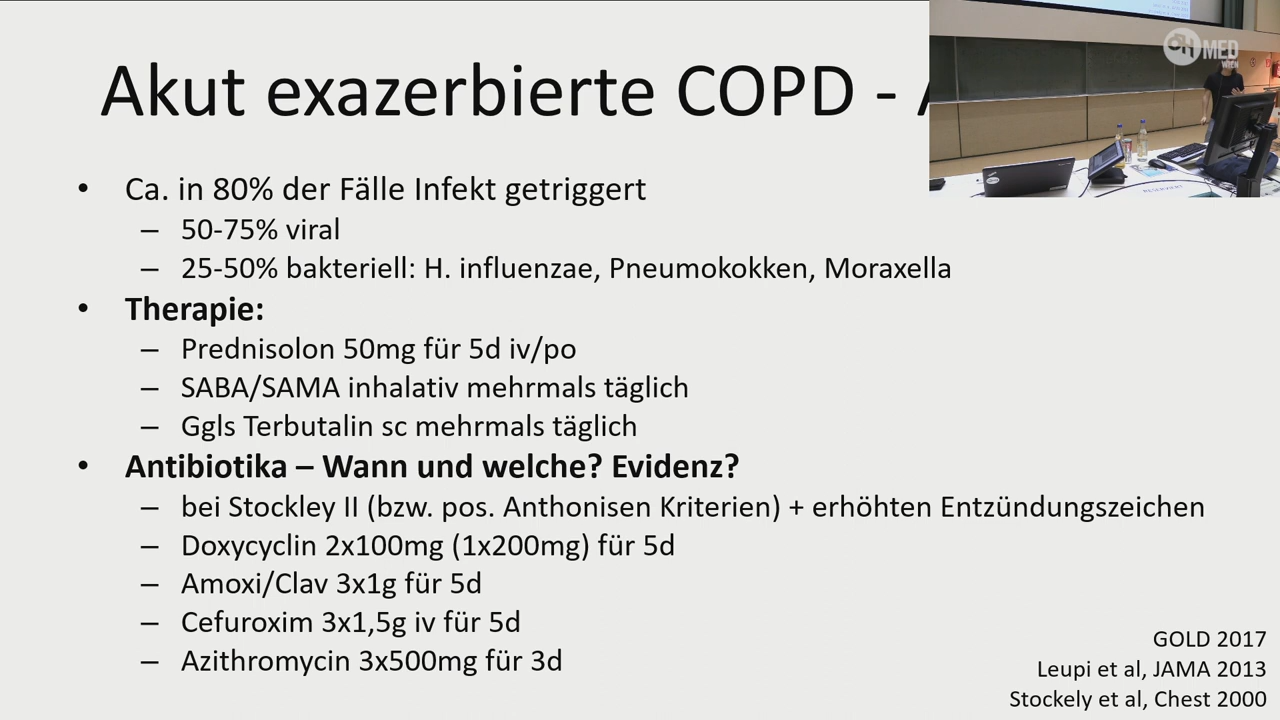 Akut exazerbierte COPD -
• Ca. in 80% der Fälle Infekt getriggert
– 50-75% viral
– 25-50% bakteriell: H. influenzae, Pneumokokken, Moraxella
• Therapie:
– Prednisolon 50mg für 5d iv/po
– SABA/SAMA inhalativ mehrmals täglich
– Ggls Terbutalin sc mehrmals täglich
• Antibiotika – Wann und welche? Evidenz?
– bei Stockley II (bzw. pos. Anthonisen Kriterien) + erhöhten Entzündungszeichen
– Doxycyclin 2x100mg (1x200mg) für 5d
– Amoxi/Clav 3x1g für 5d
– Cefuroxim 3x1,5g iv für 5d
– Azithromycin 3x500mg für 3d
GOLD 2017
Leupi et al, JAMA 2013
Stockely et al, Chest 2000
ÖH MED
WIEN
RESERVIERT